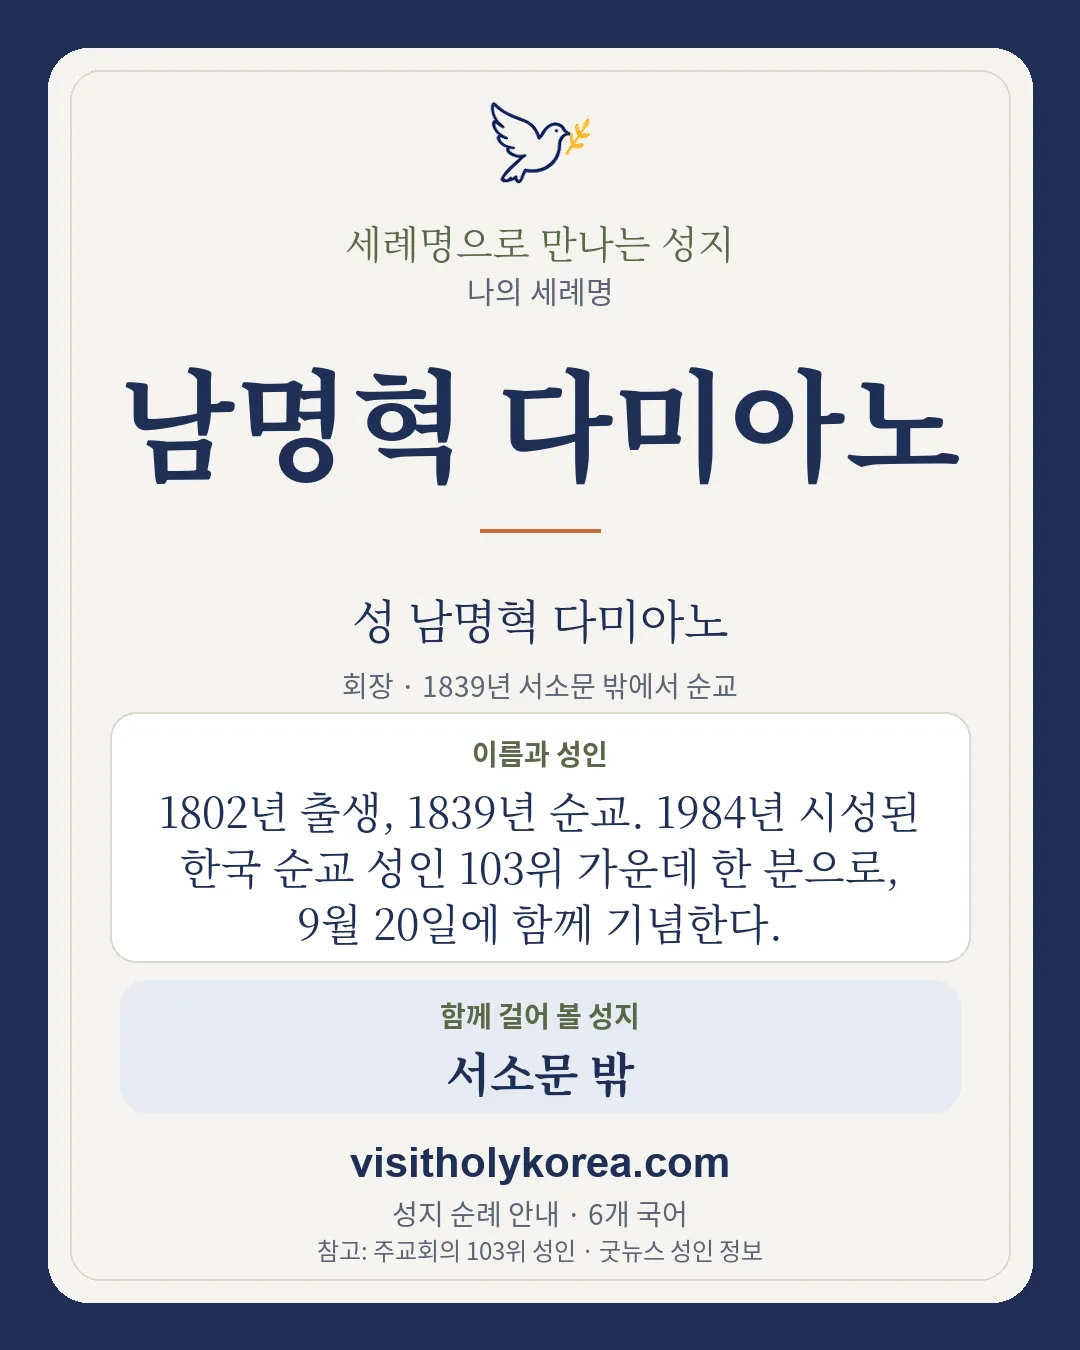 세례명으로 만나는 성지
나의 세례명
남명혁 다미아노
성 남명혁 다미아노
회장 · 1839년 서소문 밖에서 순교
이름과 성인
1802년 출생, 1839년 순교. 1984년 시성된
한국 순교 성인 103위 가운데 한 분으로,
9월 20일에 함께 기념한다.
함께 걸어 볼 성지
서소문 밖
visitholykorea.com
성지 순례 안내 · 6개 국어
참고: 주교회의 103위 성인 · 굿뉴스 성인 정보